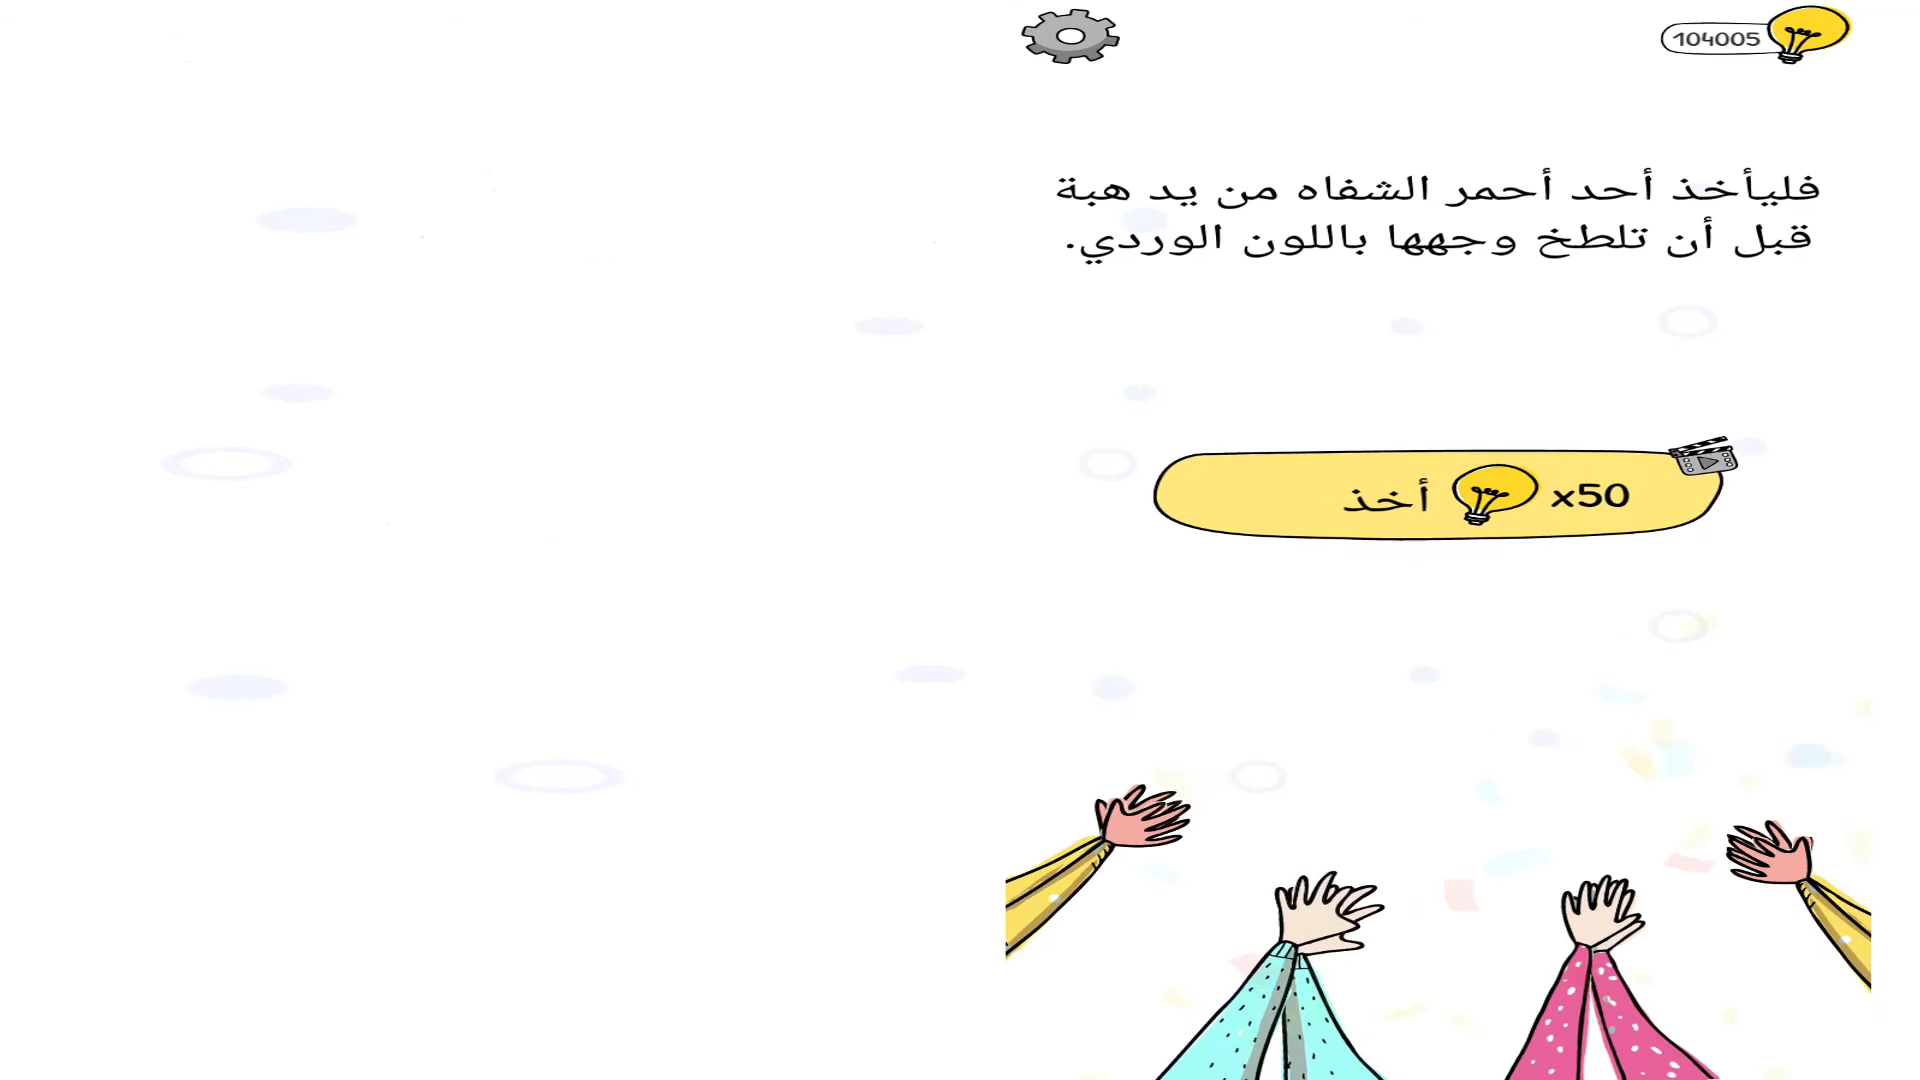 104005
فليأخذ أحد أحمر الشفاه من يد هبة
قبل أن تلطخ وجهها باللون الوردي.
أخذ x50